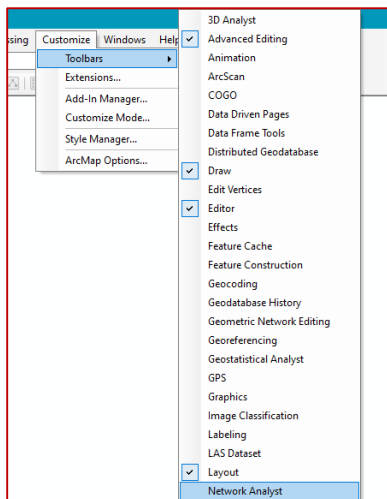 3D Analyst
ssing Customize Windows Help Advanced Editing
Toolbars Animation
Extensions... ArcScan
Add-In Manager... COGO
Customize Mode... Data Driven Pages
Style Manager... Data Frame Tools
ArcMap Options... Distributed Geodatabase
Draw
Edit Vertices
Editor
Effects
Feature Cache
Feature Construction
Geocoding
Geodatabase History
Geometric Network Editing
Georeferencing
Geostatistical Analyst
GPS
Graphics
Image Classification
Labeling
LAS Dataset
Layout
Network Analyst